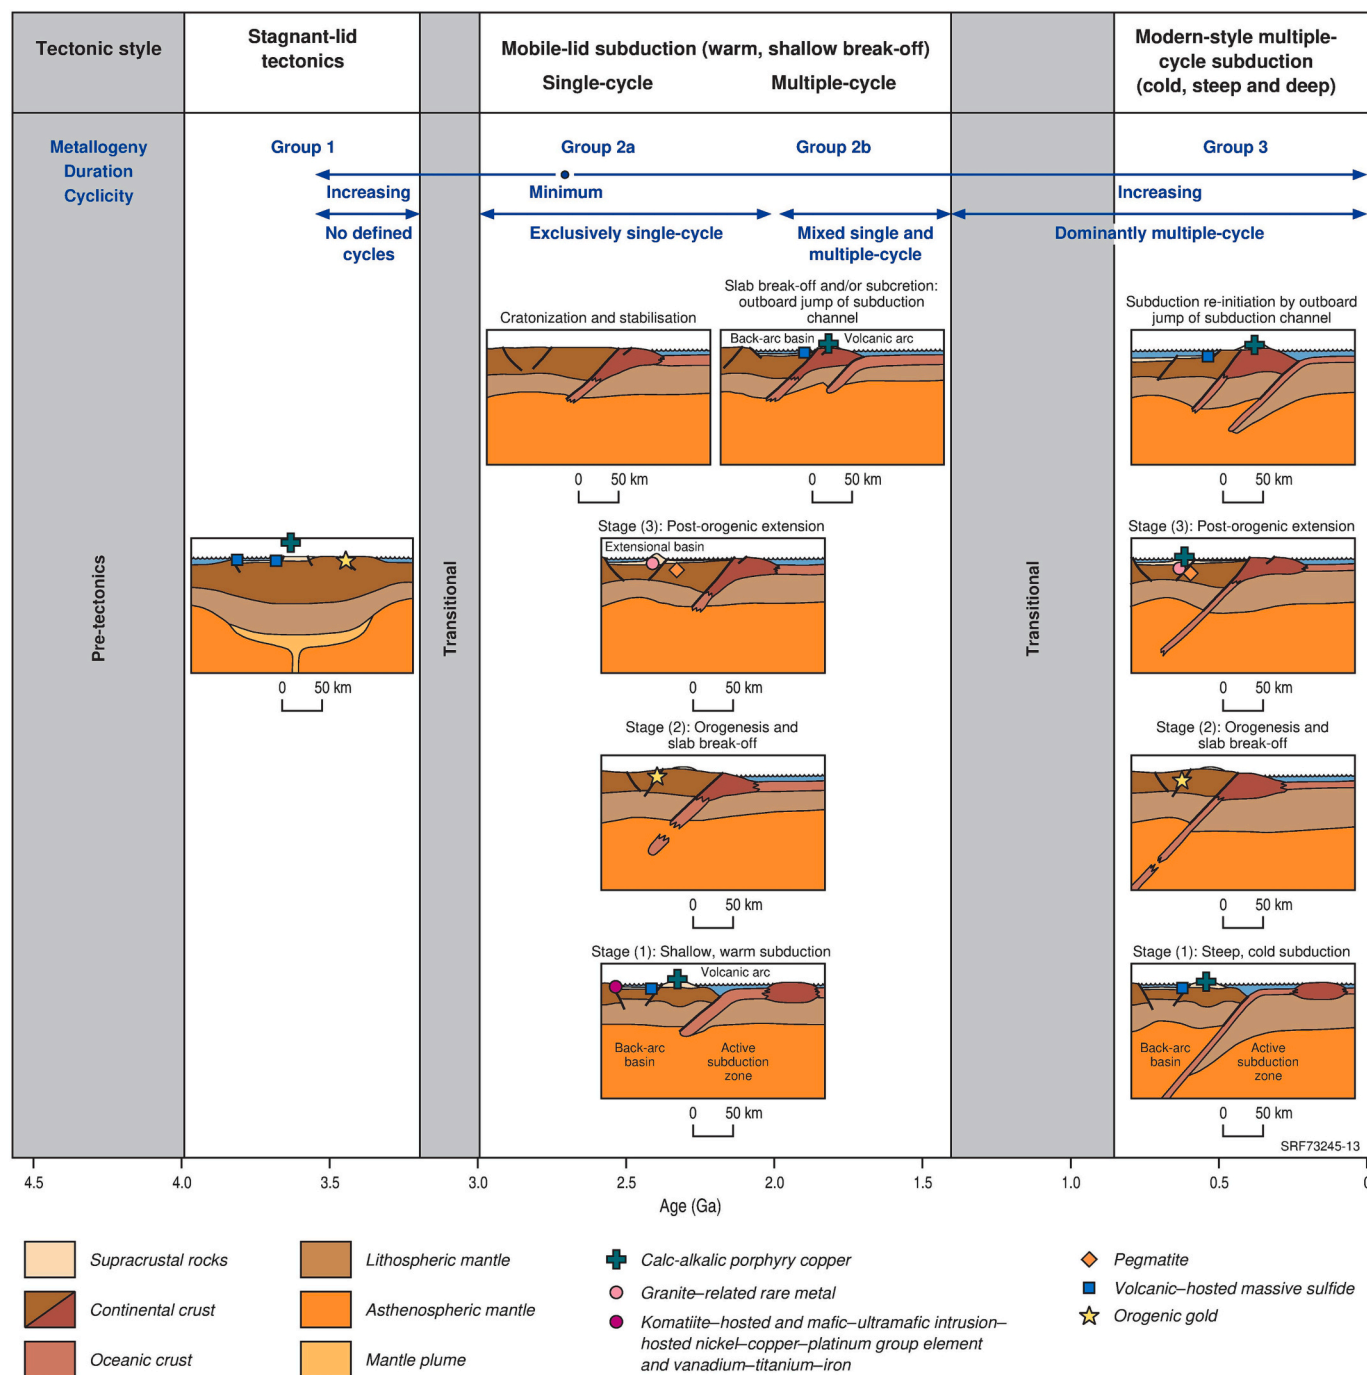 Tectonic style
Stagnant-lid
tectonics
Mobile-lid subduction (warm, shallow break-off)
Single-cycle
Multiple-cycle
Modern-style multiple-
cycle subduction
(cold, steep and deep)
Metallogeny
Duration
Cyclicity
Group 1
Group 2a
Group 2b
Group 3
Increasing
Minimum
Increasing
No defined
cycles
Exclusively single-cycle
Mixed single and
multiple-cycle
Dominantly multiple-cycle
Cratonization and stabilisation
Slab break-off and/or subcretion:
outboard jump of subduction
channel
Back-arc basin
Volcanic arc
Subduction re-initiation by outboard
jump of subduction channel
0 50 km
0 50 km
0 50 km
Pre-tectonics
0 50 km
Transitional
Stage (3): Post-orogenic extension
Extensional basin
0 50 km
Transitional
Stage (3): Post-orogenic extension
0 50 km
Stage (2): Orogenesis and
slab break-off
0 50 km
Stage (2): Orogenesis and
slab break-off
0 50 km
Stage (1): Shallow, warm subduction
Volcanic arc
Back-arc
basin
Active
subduction
zone
0 50 km
Stage (1): Steep, cold subduction
Back-arc
basin
Active
subduction
zone
0 50 km
SRF73245-13
4.5 4.0 3.5 3.0 2.5 2.0 1.5 1.0 0.5 0
Age (Ga)
Supracrustal rocks
Continental crust
Oceanic crust
Lithospheric mantle
Asthenospheric mantle
Mantle plume
Calc-alkalic porphyry copper
Granite–related rare metal
Komatiite–hosted and mafic–ultramafic intrusion–
hosted nickel–copper–platinum group element
and vanadium–titanium–iron
Pegmatite
Volcanic–hosted massive sulfide
Orogenic gold